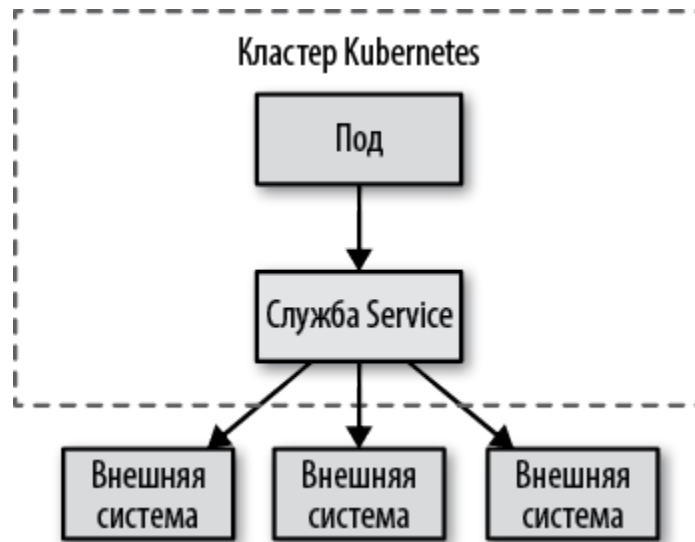 Кластер Kubernetes
Под
Служба Service
Внешняя
система
Внешняя
система
Внешняя
система